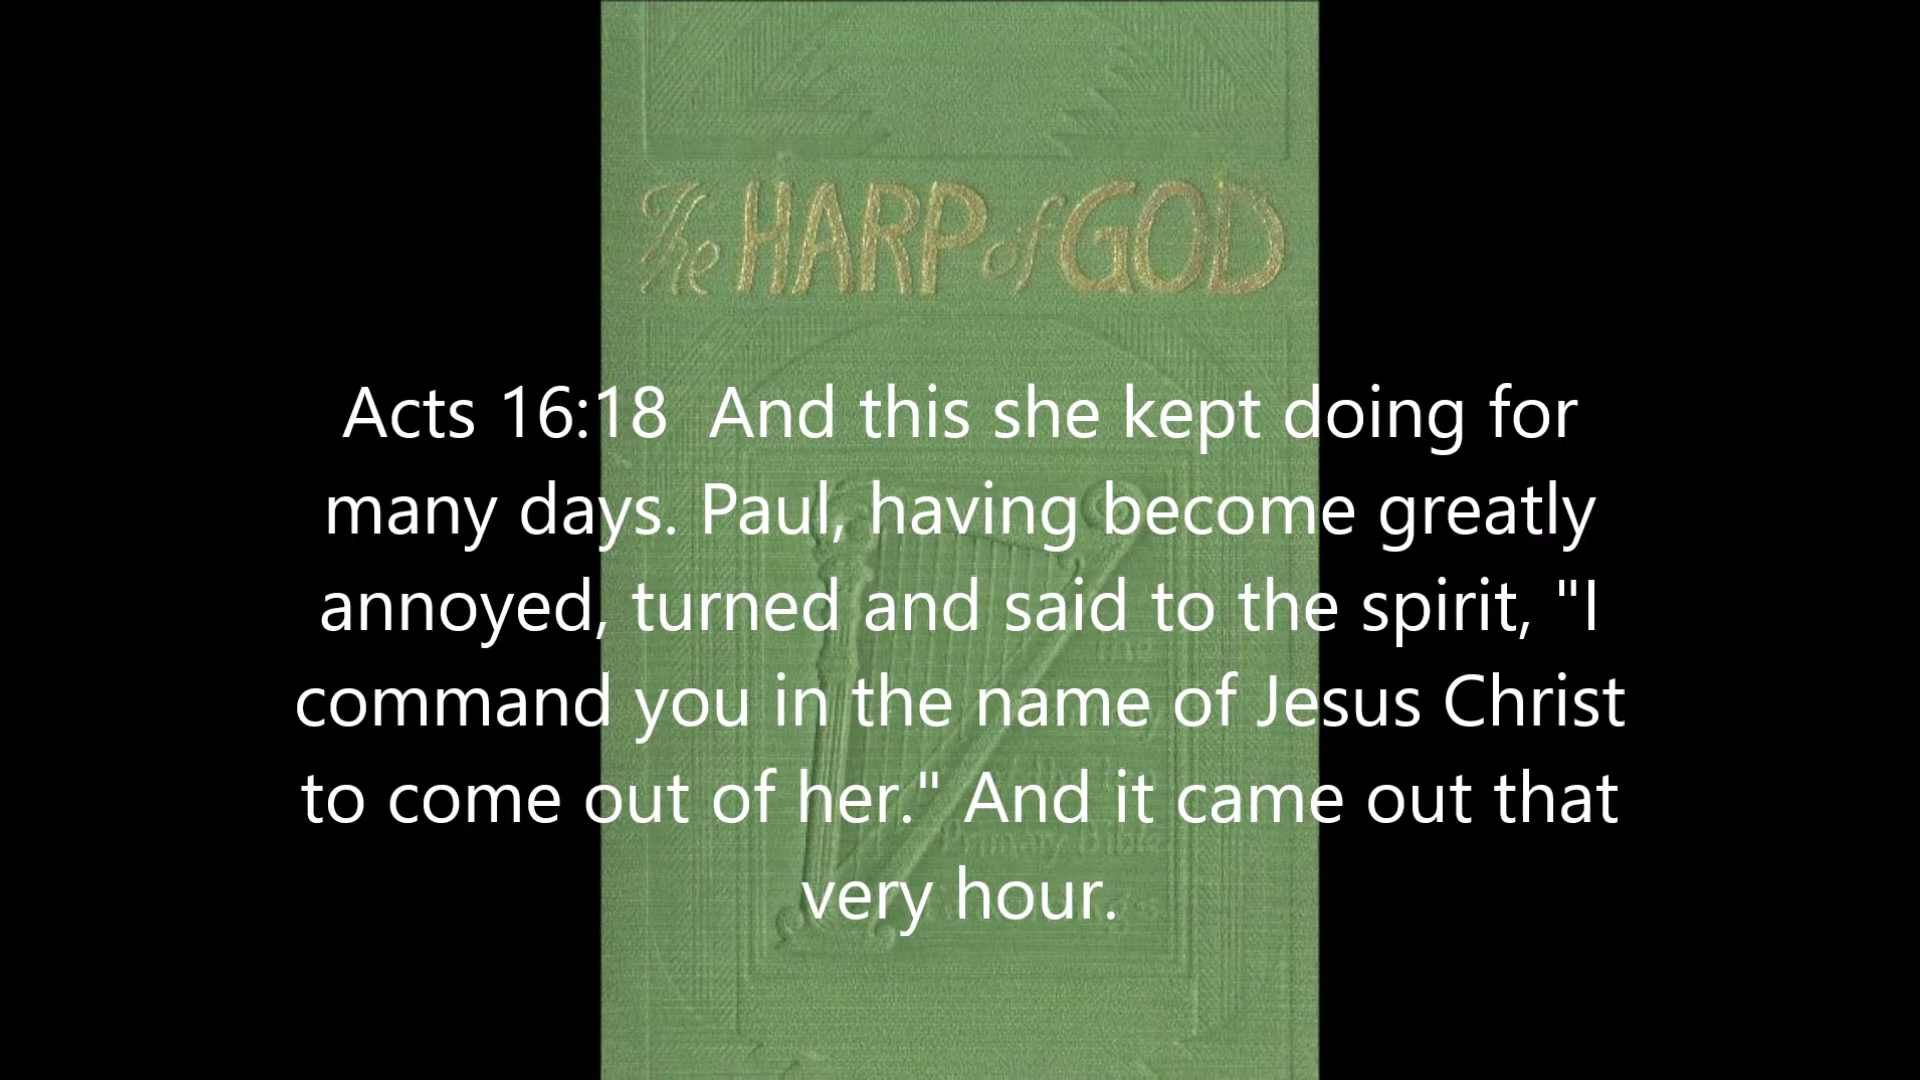 The HARP of GOD
Acts 16:18  And this she kept doing for
many days. Paul, having become greatly
annoyed, turned and said to the spirit, "I
command you in the name of Jesus Christ
to come out of her." And it came out that
very hour.